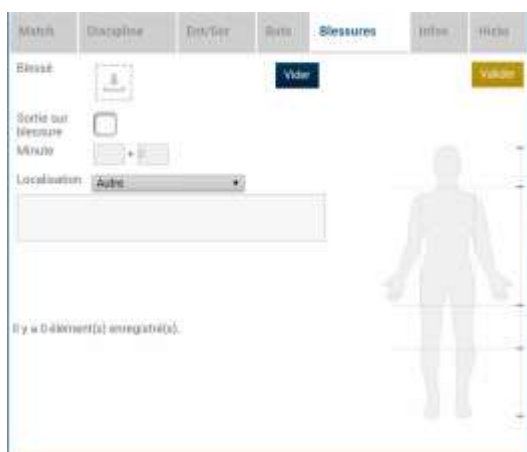 Match Discipline Ent/Sor Buts Blessures Infos
Blessé Vider Valider
Sortie sur
blessure
Minute +
Localisation Autre
Il y a 0 élément(s) enregistré(s).